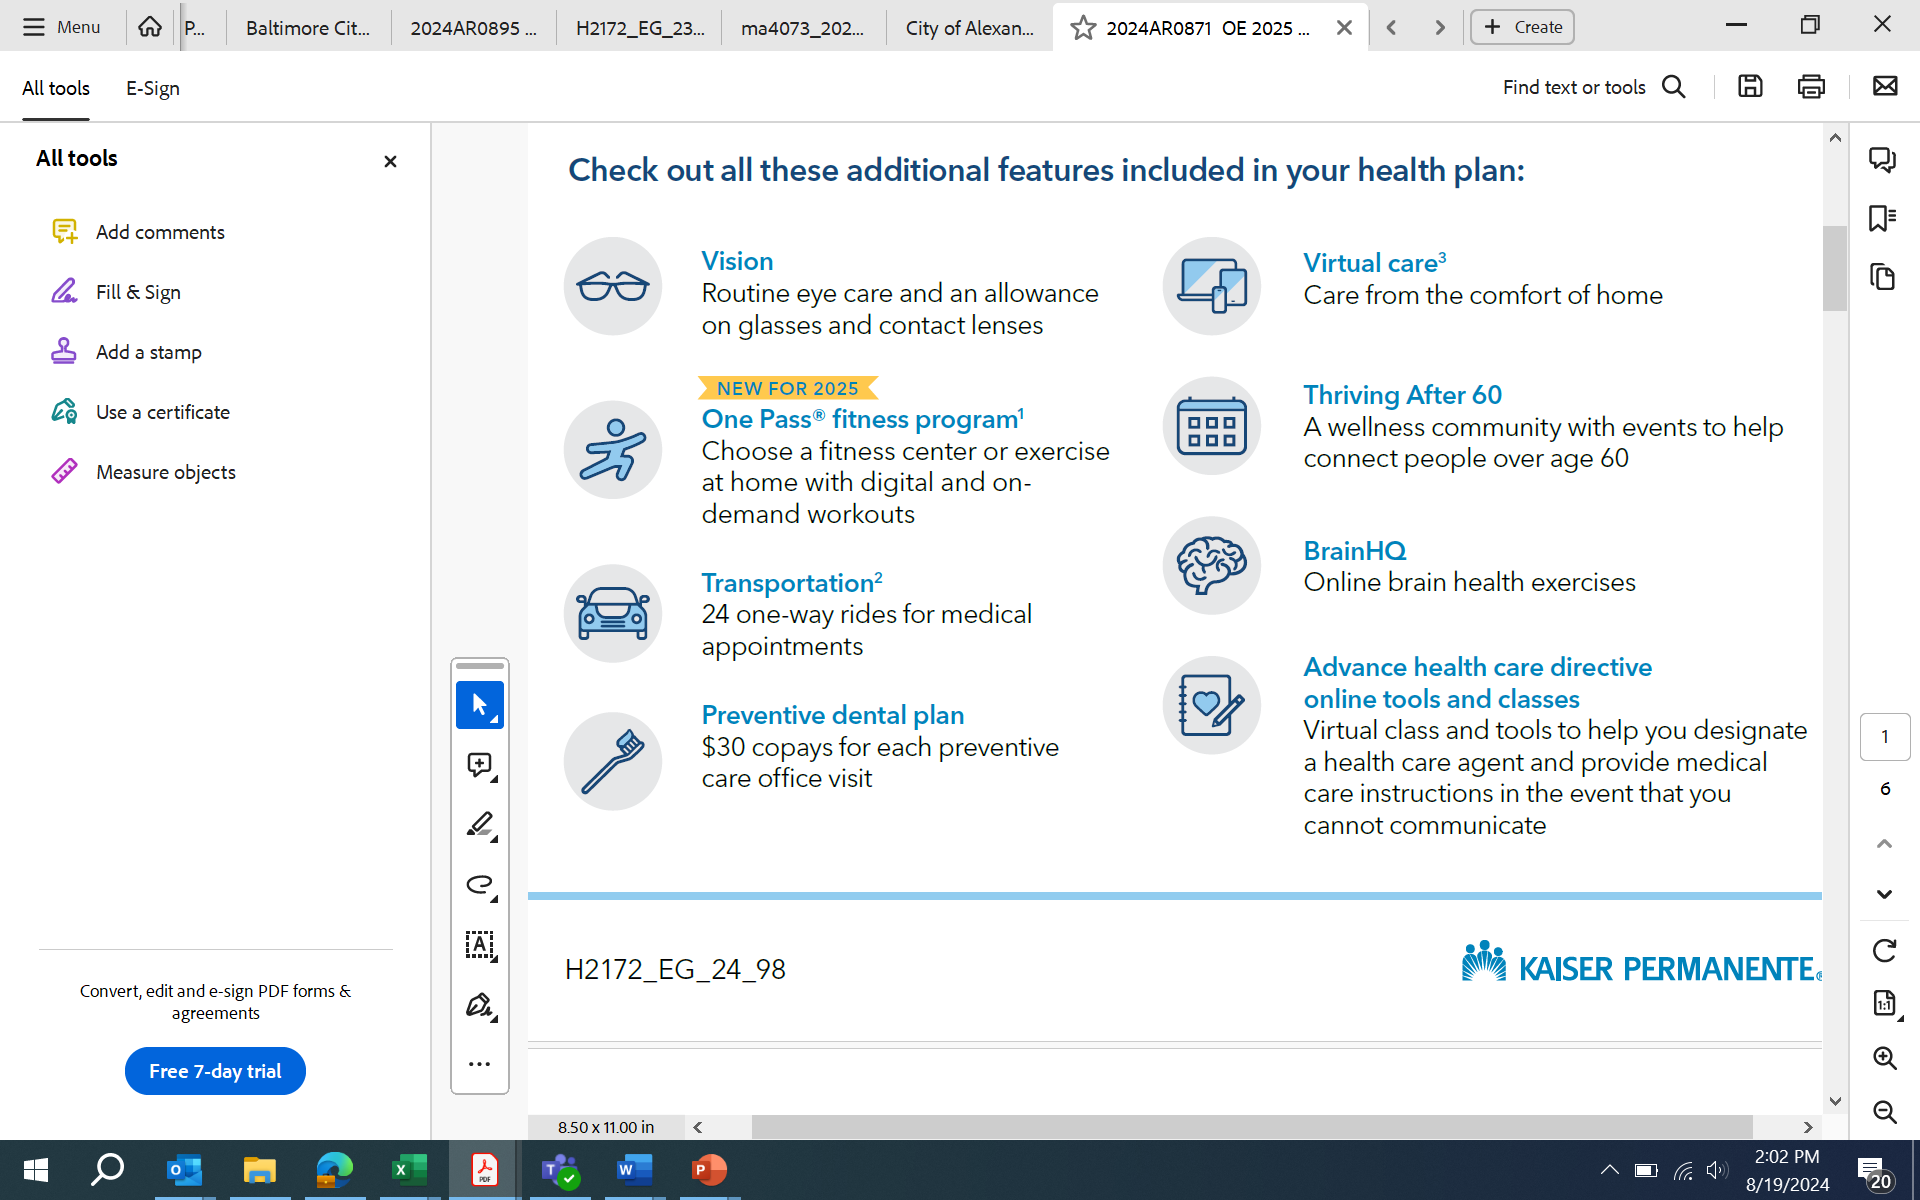 Menu
P...
Baltimore Cit...
2024AR0895 ...
H2172_EG_23...
ma4073_202...
City of Alexan...
2024AR0871 OE 2025 ...
Create
All tools
E-Sign
Find text or tools
All tools
Add comments
Fill & Sign
Add a stamp
Use a certificate
Measure objects
Convert, edit and e-sign PDF forms &
agreements
Free 7-day trial
Check out all these additional features included in your health plan:
Vision
Routine eye care and an allowance
on glasses and contact lenses
NEW FOR 2025
One Pass® fitness program¹
Choose a fitness center or exercise
at home with digital and on-
demand workouts
Transportation²
24 one-way rides for medical
appointments
Preventive dental plan
$30 copays for each preventive
care office visit
Virtual care³
Care from the comfort of home
Thriving After 60
A wellness community with events to help
connect people over age 60
BrainHQ
Online brain health exercises
Advance health care directive
online tools and classes
Virtual class and tools to help you designate
a health care agent and provide medical
care instructions in the event that you
cannot communicate
H2172_EG_24_98
KAISER PERMANENTE®
A
1
6
1:1
8.50 x 11.00 in
O
X
PDF
T
W
P
2:02 PM
8/19/2024
20